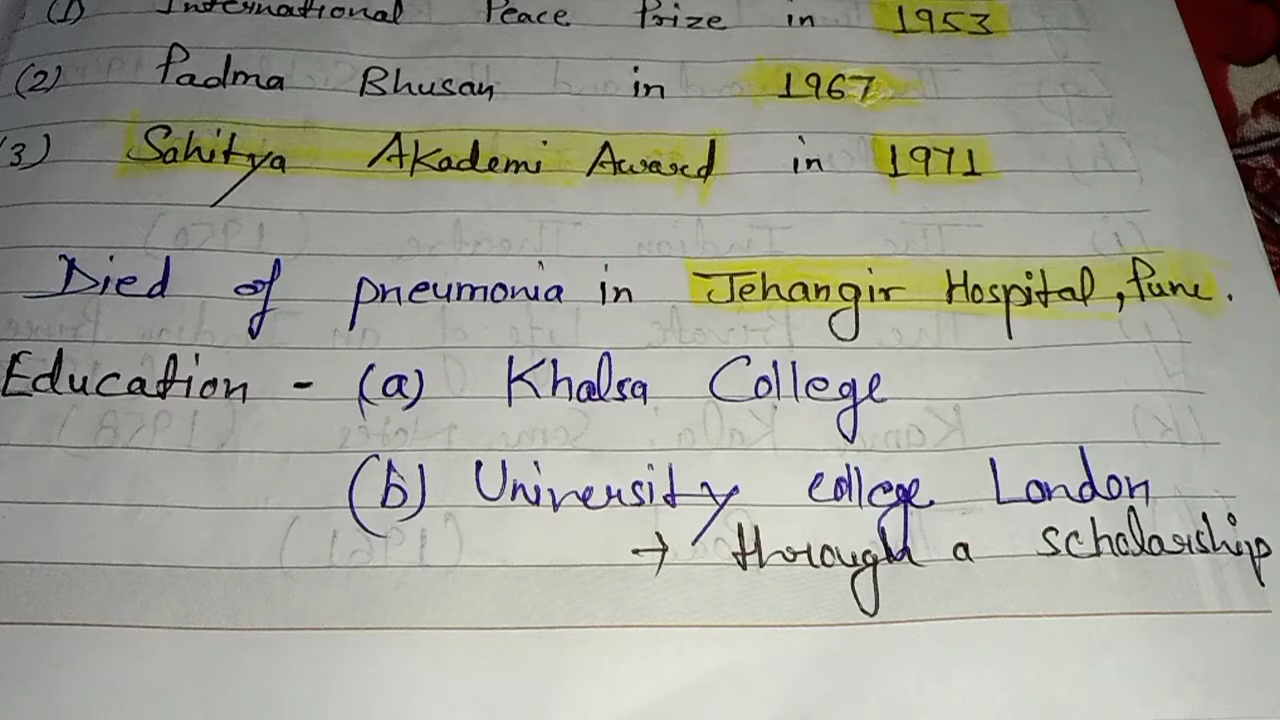 (1) International Peace Prize in 1953
(2) Padma Bhusan in 1967
(3) Sahitya Akademi Award in 1971
Died of pneumonia in Jehangir Hospital, Pune.
Education - (a) Khalsa College
(b) University college London
→ through a scholarship